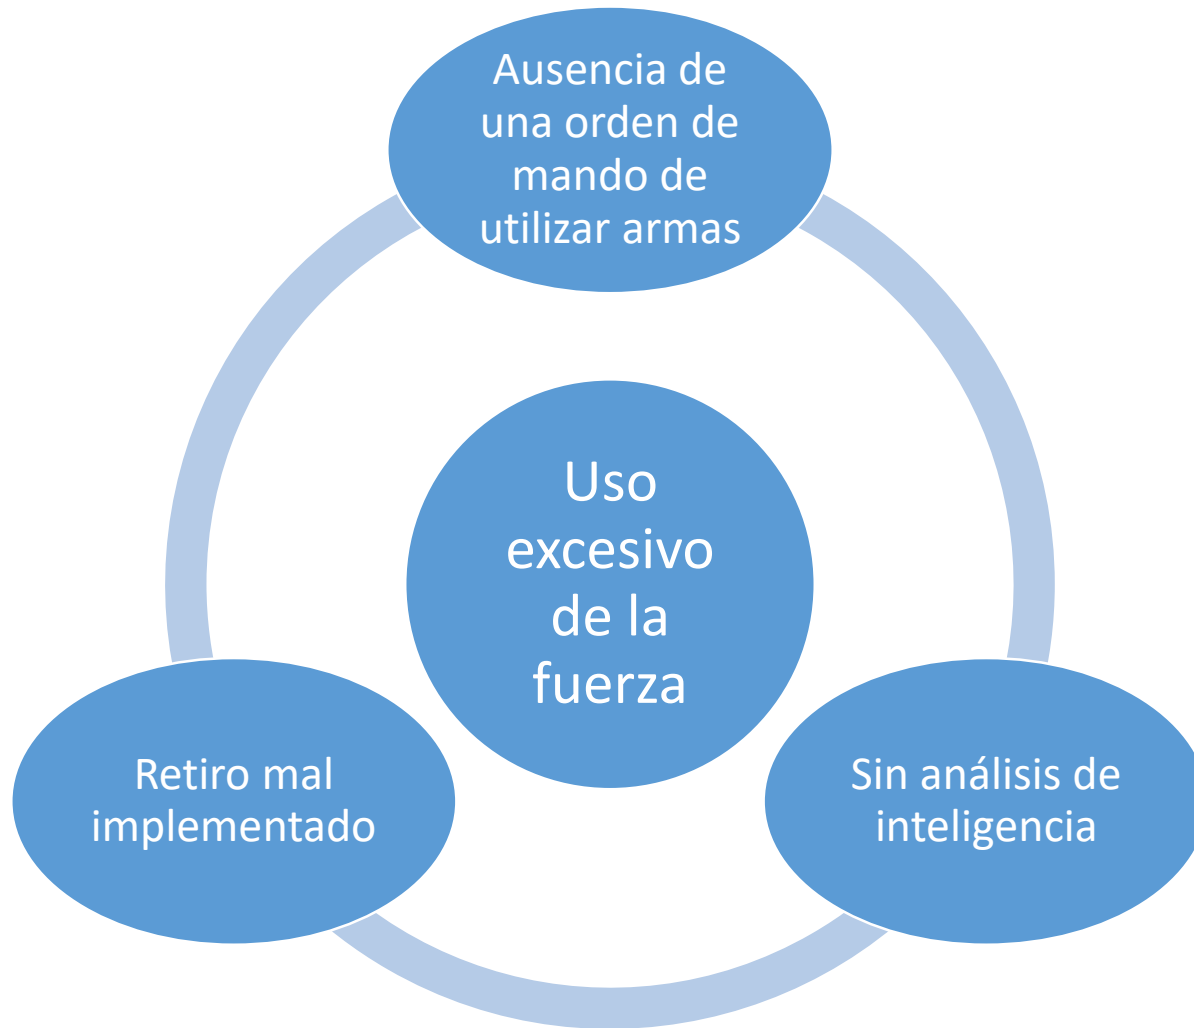 Ausencia de
una orden de
mando de
utilizar armas
Uso
excesivo
de la
fuerza
Retiro mal
implementado
Sin análisis de
inteligencia